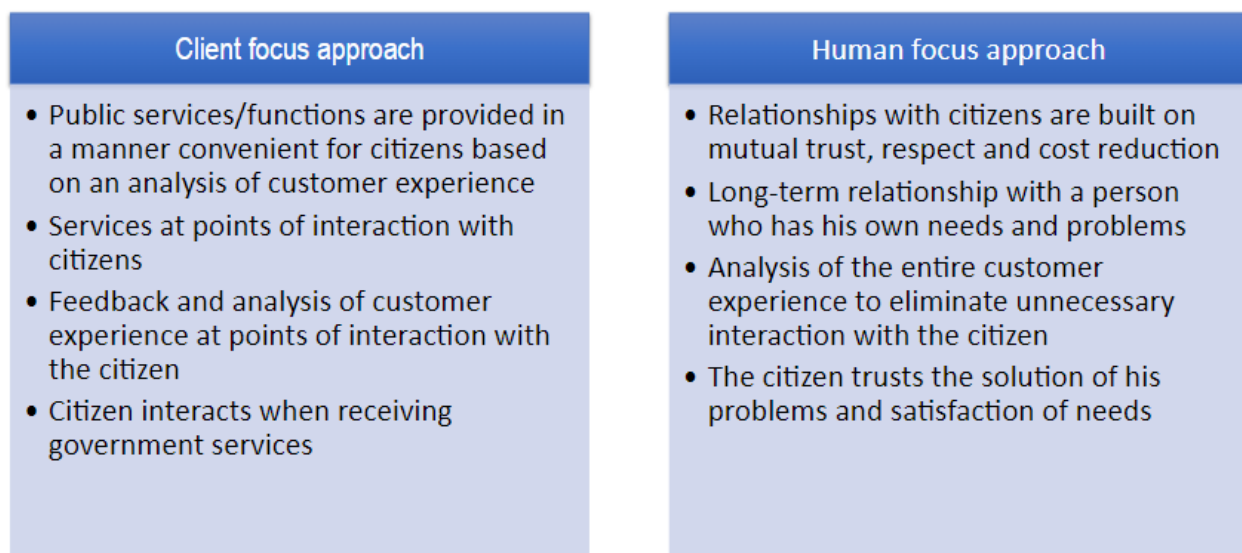 Client focus approach
• Public services/functions are provided in
a manner convenient for citizens based
on an analysis of customer experience
• Services at points of interaction with
citizens
• Feedback and analysis of customer
experience at points of interaction with
the citizen
• Citizen interacts when receiving
government services
Human focus approach
• Relationships with citizens are built on
mutual trust, respect and cost reduction
• Long-term relationship with a person
who has his own needs and problems
• Analysis of the entire customer
experience to eliminate unnecessary
interaction with the citizen
• The citizen trusts the solution of his
problems and satisfaction of needs